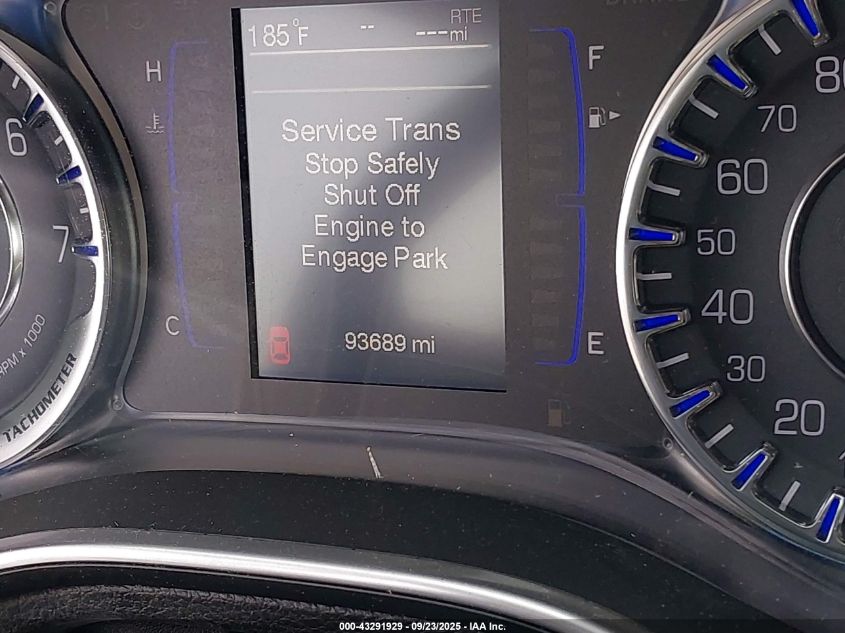 185°F -- ---mi
RTE
H
F
Service Trans
Stop Safely
Shut Off
Engine to
Engage Park
C
E
93689 mi
6
7
RPM x 1000
TACHOMETER
80
70
60
50
40
30
20
000-43291929 - 09/23/2025 - IAA Inc.